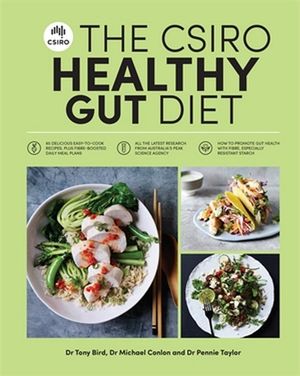 CSIRO
THE CSIRO
HEALTHY
GUT DIET
85 DELICIOUS EASY-TO-COOK
RECIPES, PLUS FIBRE-BOOSTED
DAILY MEAL PLANS
ALL THE LATEST RESEARCH
FROM AUSTRALIA'S PEAK
SCIENCE AGENCY
HOW TO PROMOTE GUT HEALTH
WITH FIBRE, ESPECIALLY
RESISTANT STARCH
Dr Tony Bird, Dr Michael Conlon and Dr Pennie Taylor